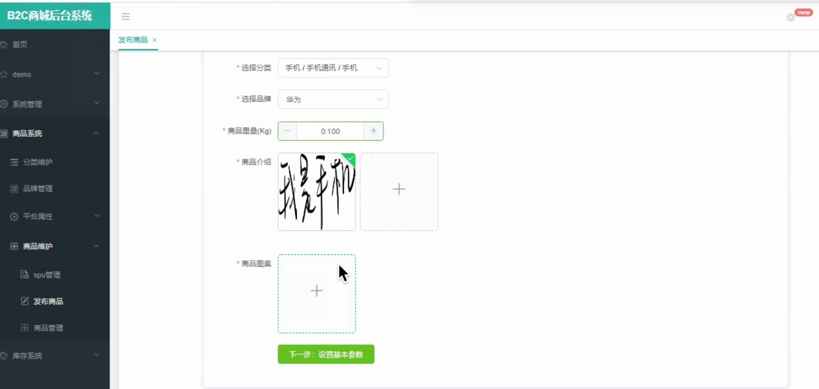 B2C商城后台系统
new
发布商品 ×
首页
demo
系统管理
商品系统
分类维护
品牌管理
平台属性
商品维护
spu管理
发布商品
商品管理
库存系统
* 选择分类 手机 / 手机通讯 / 手机
* 选择品牌 华为
* 商品重量(Kg) 0.100
* 商品介绍
我是手机
* 商品图集
下一步：设置基本参数